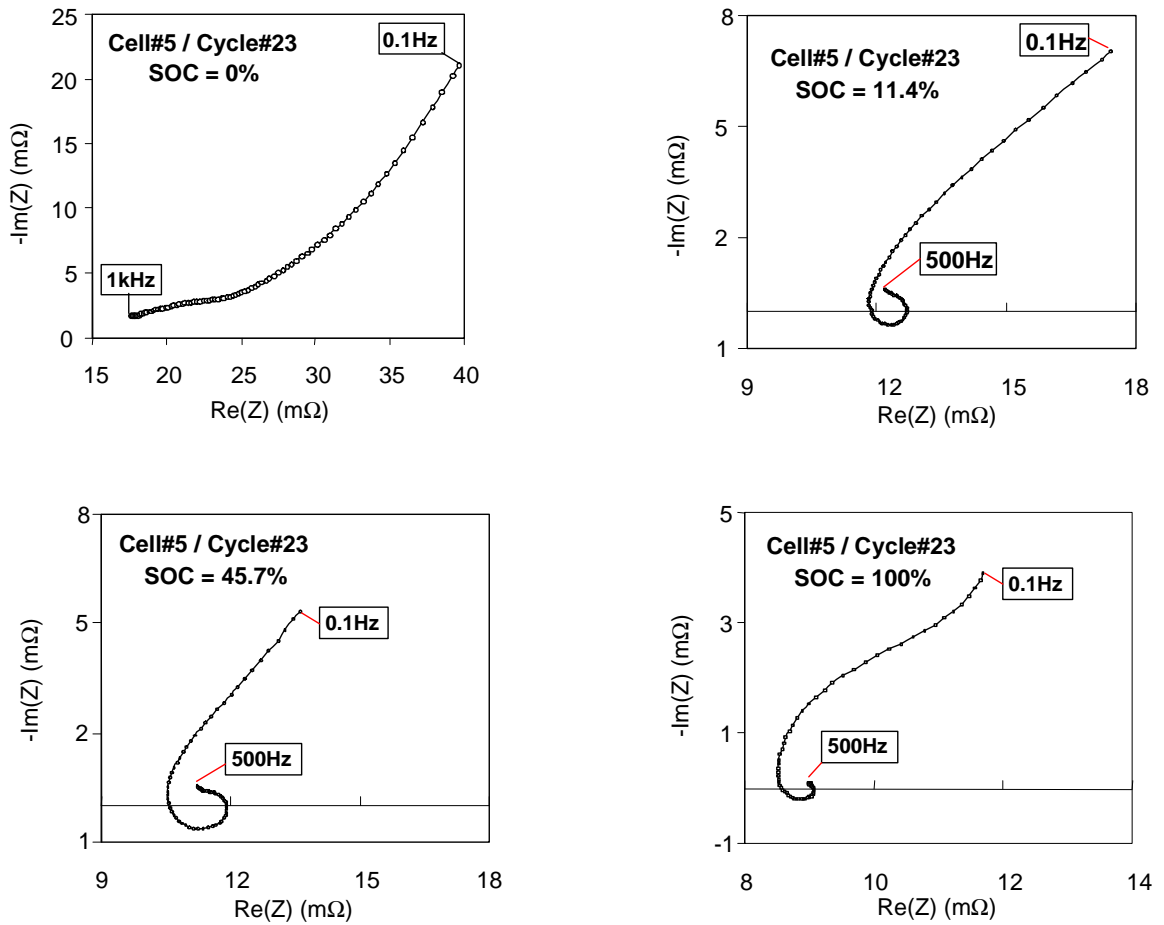 25
20
15
10
5
0
-Im(Z) (mΩ)
Cell#5 / Cycle#23
SOC = 0%
0.1Hz
1kHz
15 20 25 30 35 40
Re(Z) (mΩ)
8
5
2
1
-Im(Z) (mΩ)
Cell#5 / Cycle#23
SOC = 11.4%
0.1Hz
500Hz
9 12 15 18
Re(Z) (mΩ)
8
5
2
1
-Im(Z) (mΩ)
Cell#5 / Cycle#23
SOC = 45.7%
0.1Hz
500Hz
9 12 15 18
Re(Z) (mΩ)
5
3
1
-1
-Im(Z) (mΩ)
Cell#5 / Cycle#23
SOC = 100%
0.1Hz
500Hz
8 10 12 14
Re(Z) (mΩ)